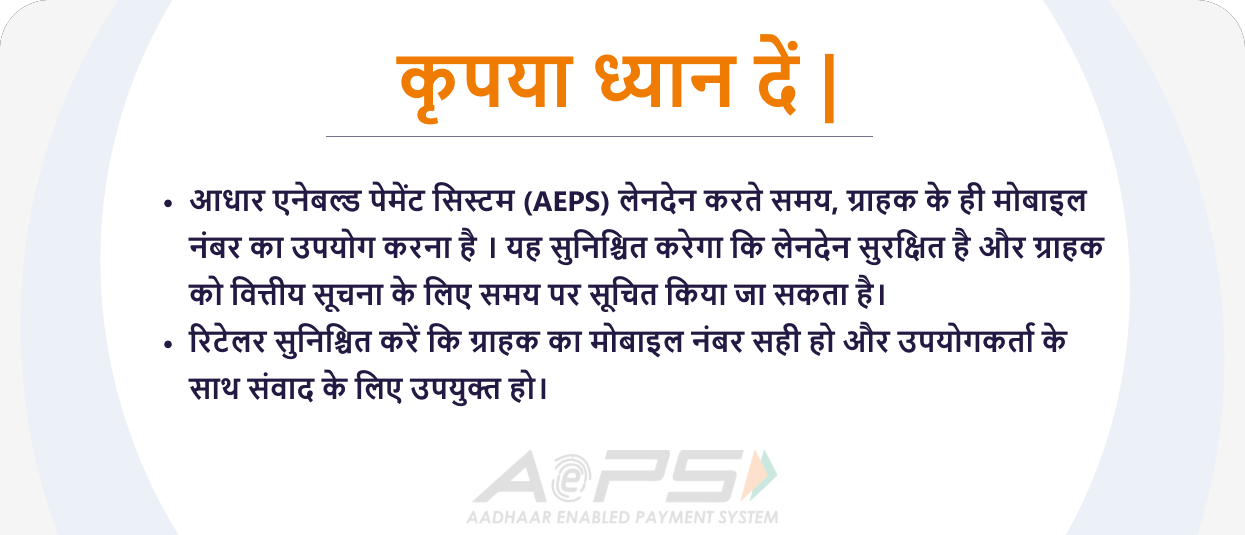 कृपया ध्यान दें |
• आधार एनेबल्ड पेमेंट सिस्टम (AEPS) लेनदेन करते समय, ग्राहक के ही मोबाइल
नंबर का उपयोग करना है । यह सुनिश्चित करेगा कि लेनदेन सुरक्षित है और ग्राहक
को वित्तीय सूचना के लिए समय पर सूचित किया जा सकता है।
• रिटेलर सुनिश्चित करें कि ग्राहक का मोबाइल नंबर सही हो और उपयोगकर्ता के
साथ संवाद के लिए उपयुक्त हो।
AePS
AADHAAR ENABLED PAYMENT SYSTEM